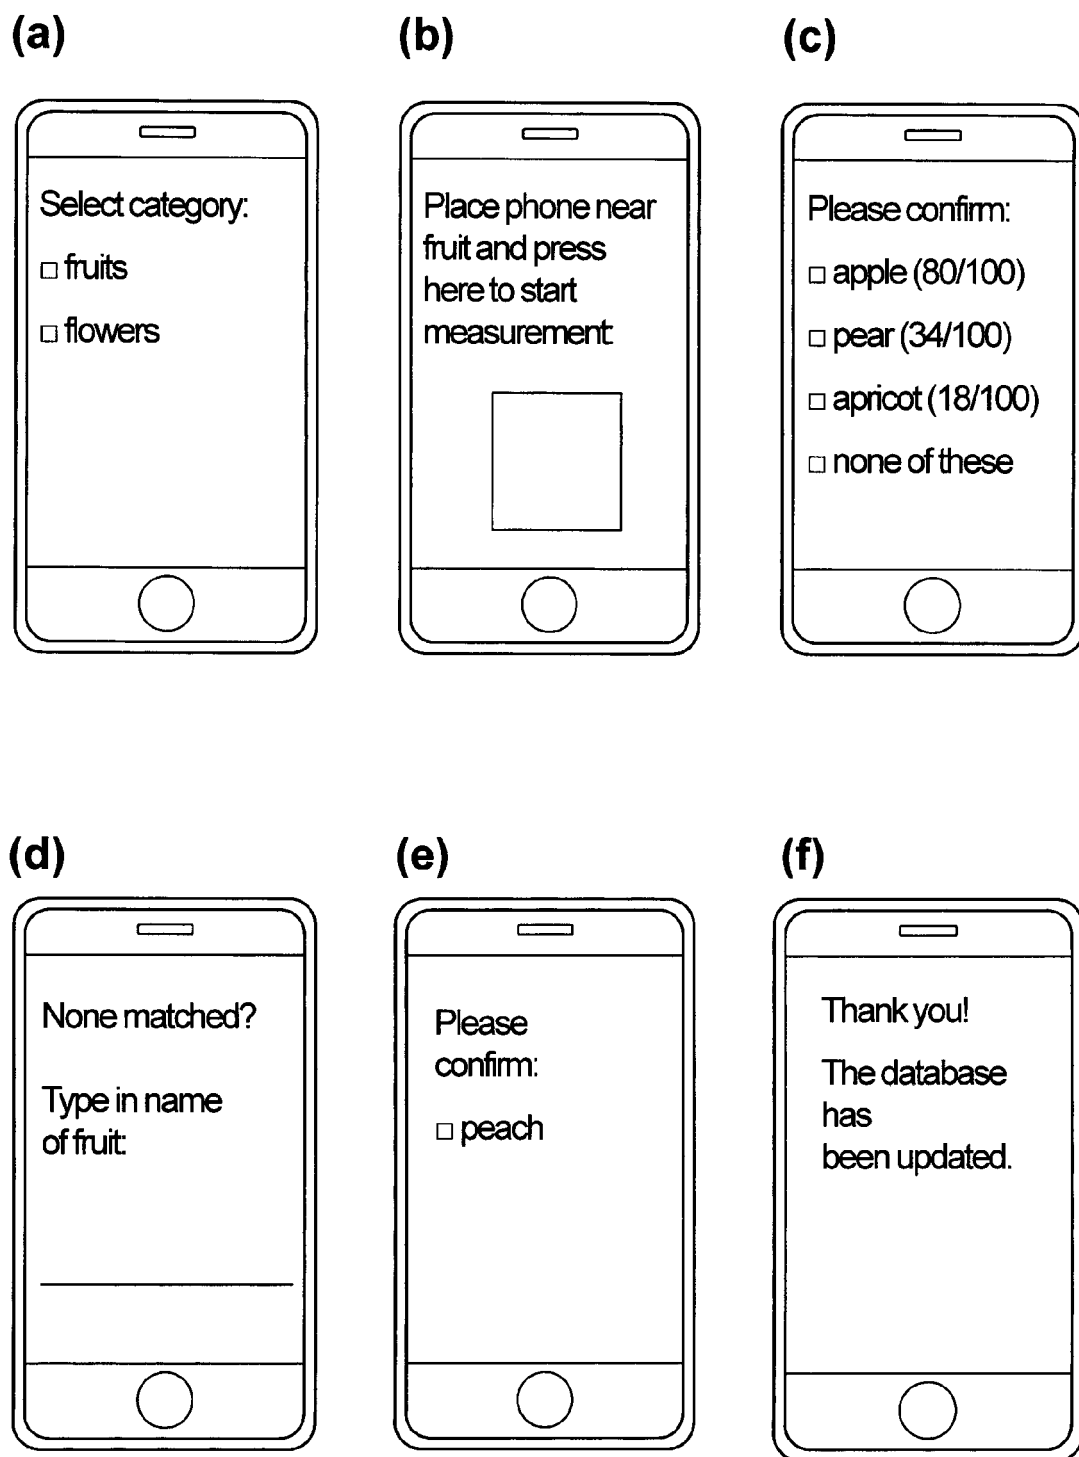 (a)
Select category:
□ fruits
□ flowers
(b)
Place phone near
fruit and press
here to start
measurement:
(c)
Please confirm:
□ apple (80/100)
□ pear (34/100)
□ apricot (18/100)
□ none of these
(d)
None matched?
Type in name
of fruit:
(e)
Please
confirm:
□ peach
(f)
Thank you!
The database
has
been updated.